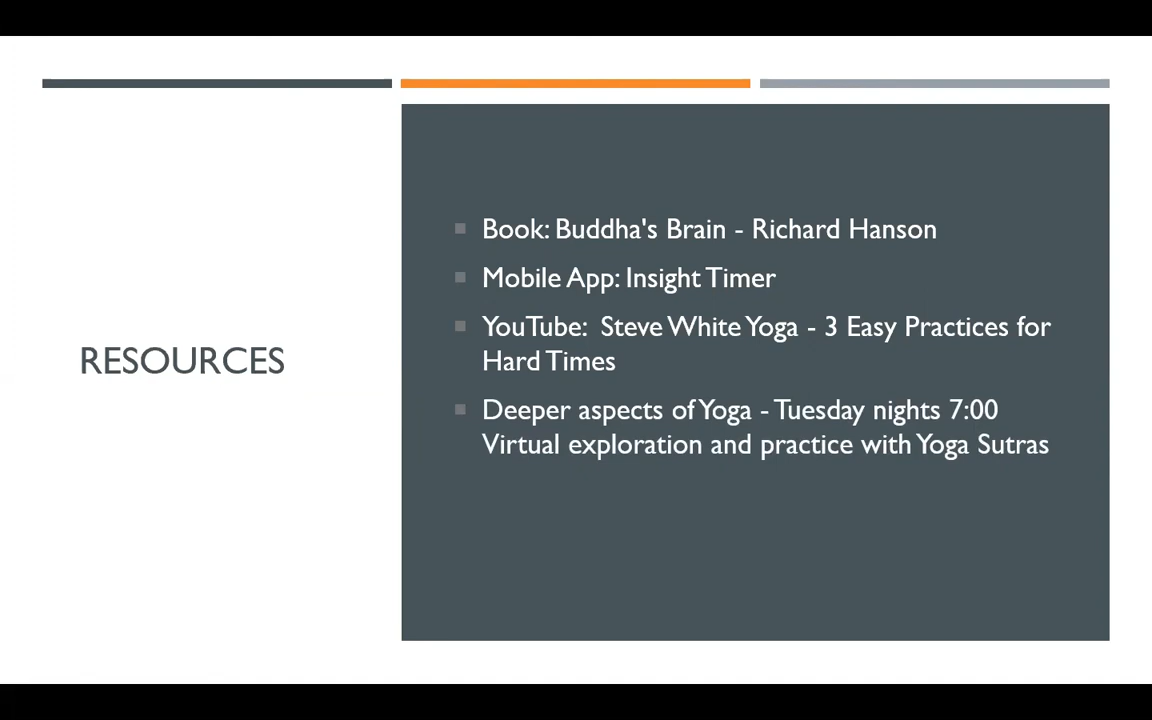 RESOURCES
Book: Buddha's Brain - Richard Hanson
Mobile App: Insight Timer
YouTube:  Steve White Yoga - 3 Easy Practices for
Hard Times
Deeper aspects of Yoga - Tuesday nights 7:00
Virtual exploration and practice with Yoga Sutras